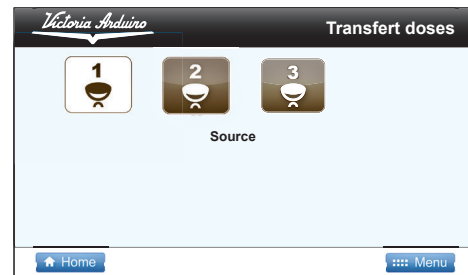 Victoria Arduino
Transfert doses
1 2 3
Source
Home
Menu